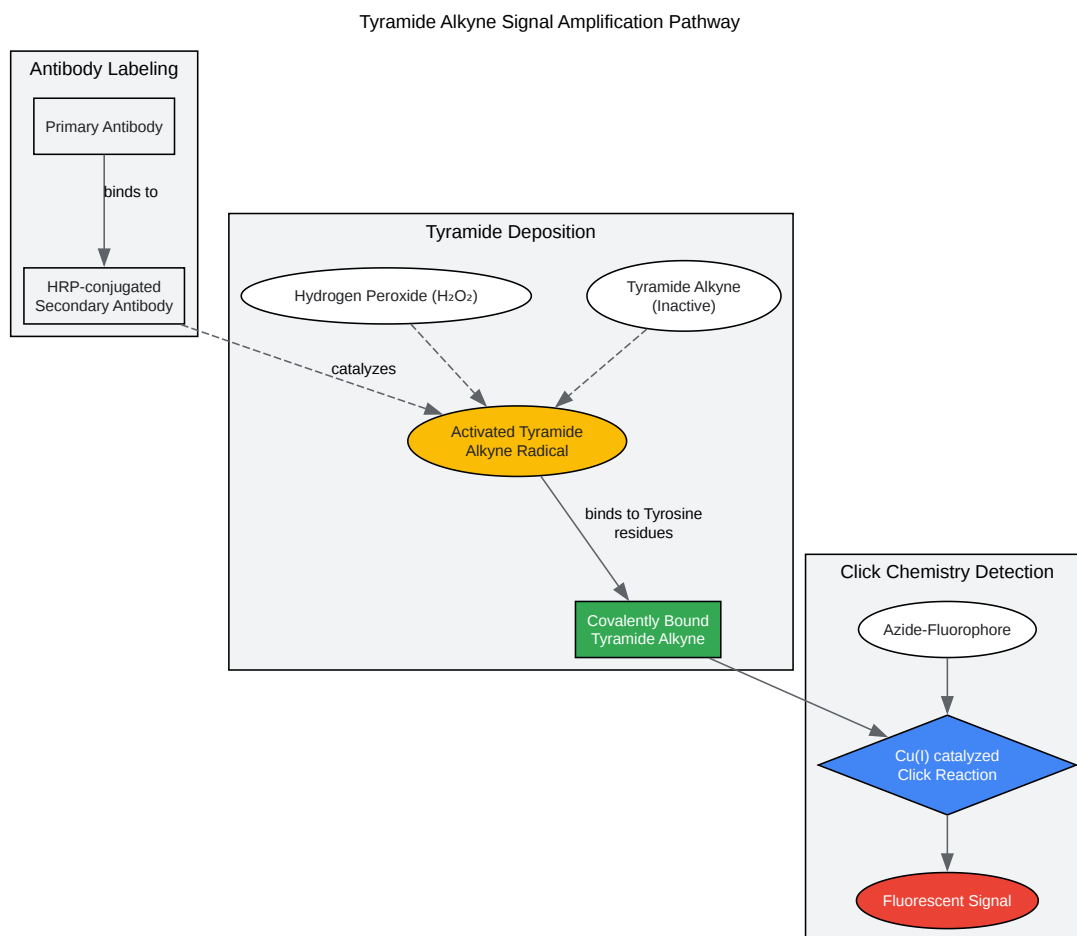 Tyramide Alkyne Signal Amplification Pathway
Antibody Labeling
Primary Antibody
binds to
HRP-conjugated
Secondary Antibody
Tyramide Deposition
Hydrogen Peroxide (H₂O₂)
Tyramide Alkyne
(Inactive)
catalyzes
Activated Tyramide
Alkyne Radical
binds to Tyrosine
residues
Covalently Bound
Tyramide Alkyne
Click Chemistry Detection
Azide-Fluorophore
Cu(I) catalyzed
Click Reaction
Fluorescent Signal